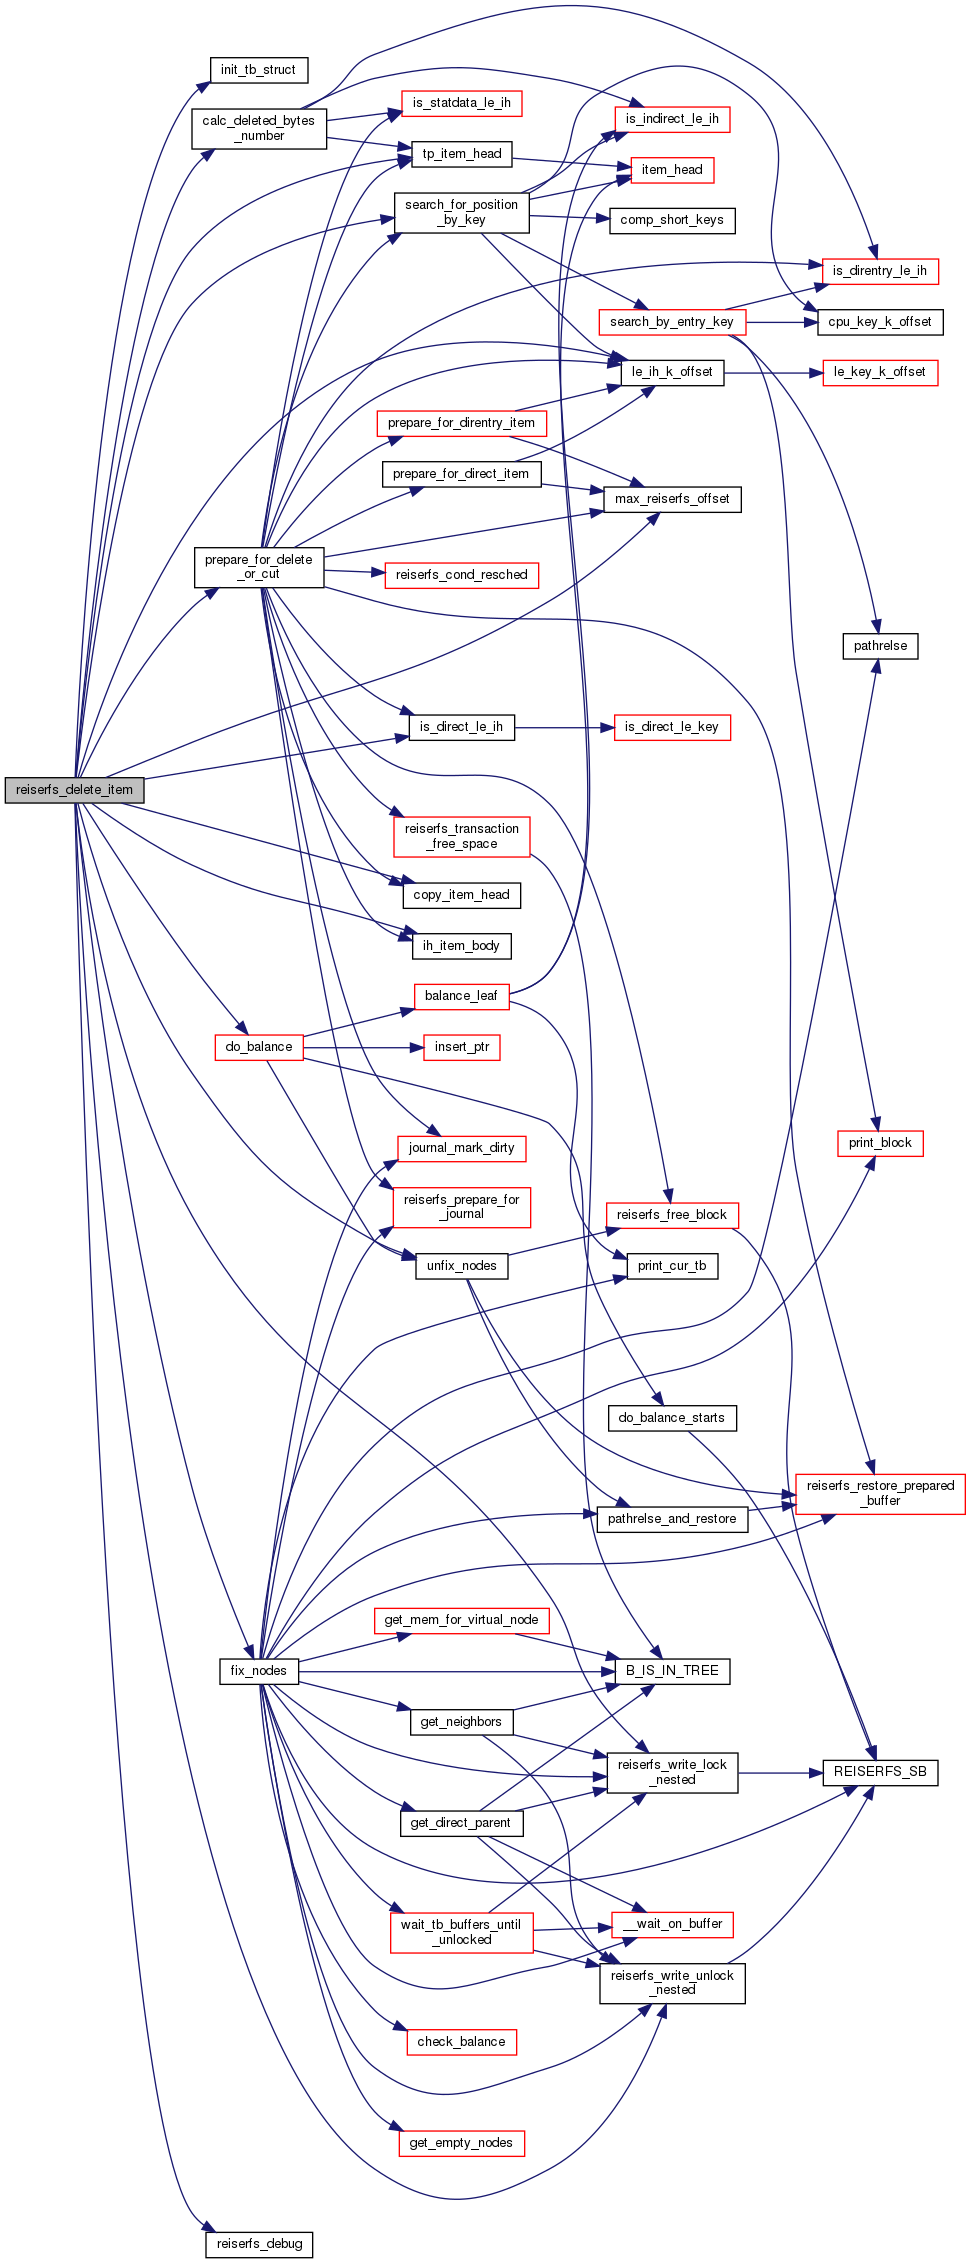 init_tb_struct
calc_deleted_bytes
_number
is_statdata_le_ih
is_indirect_le_ih
tp_item_head
item_head
search_for_position
_by_key
comp_short_keys
is_direntry_le_ih
search_by_entry_key
cpu_key_k_offset
le_ih_k_offset
le_key_k_offset
prepare_for_direntry_item
prepare_for_direct_item
max_reiserfs_offset
prepare_for_delete
_or_cut
reiserfs_cond_resched
pathrelse
is_direct_le_ih
is_direct_le_key
reiserfs_delete_item
reiserfs_transaction
_free_space
copy_item_head
ih_item_body
balance_leaf
do_balance
insert_ptr
journal_mark_dirty
print_block
reiserfs_prepare_for
_journal
reiserfs_free_block
unfix_nodes
print_cur_tb
do_balance_starts
reiserfs_restore_prepared
_buffer
pathrelse_and_restore
get_mem_for_virtual_node
fix_nodes
B_IS_IN_TREE
get_neighbors
reiserfs_write_lock
_nested
REISERFS_SB
get_direct_parent
wait_tb_buffers_until
_unlocked
__wait_on_buffer
reiserfs_write_unlock
_nested
check_balance
get_empty_nodes
reiserfs_debug